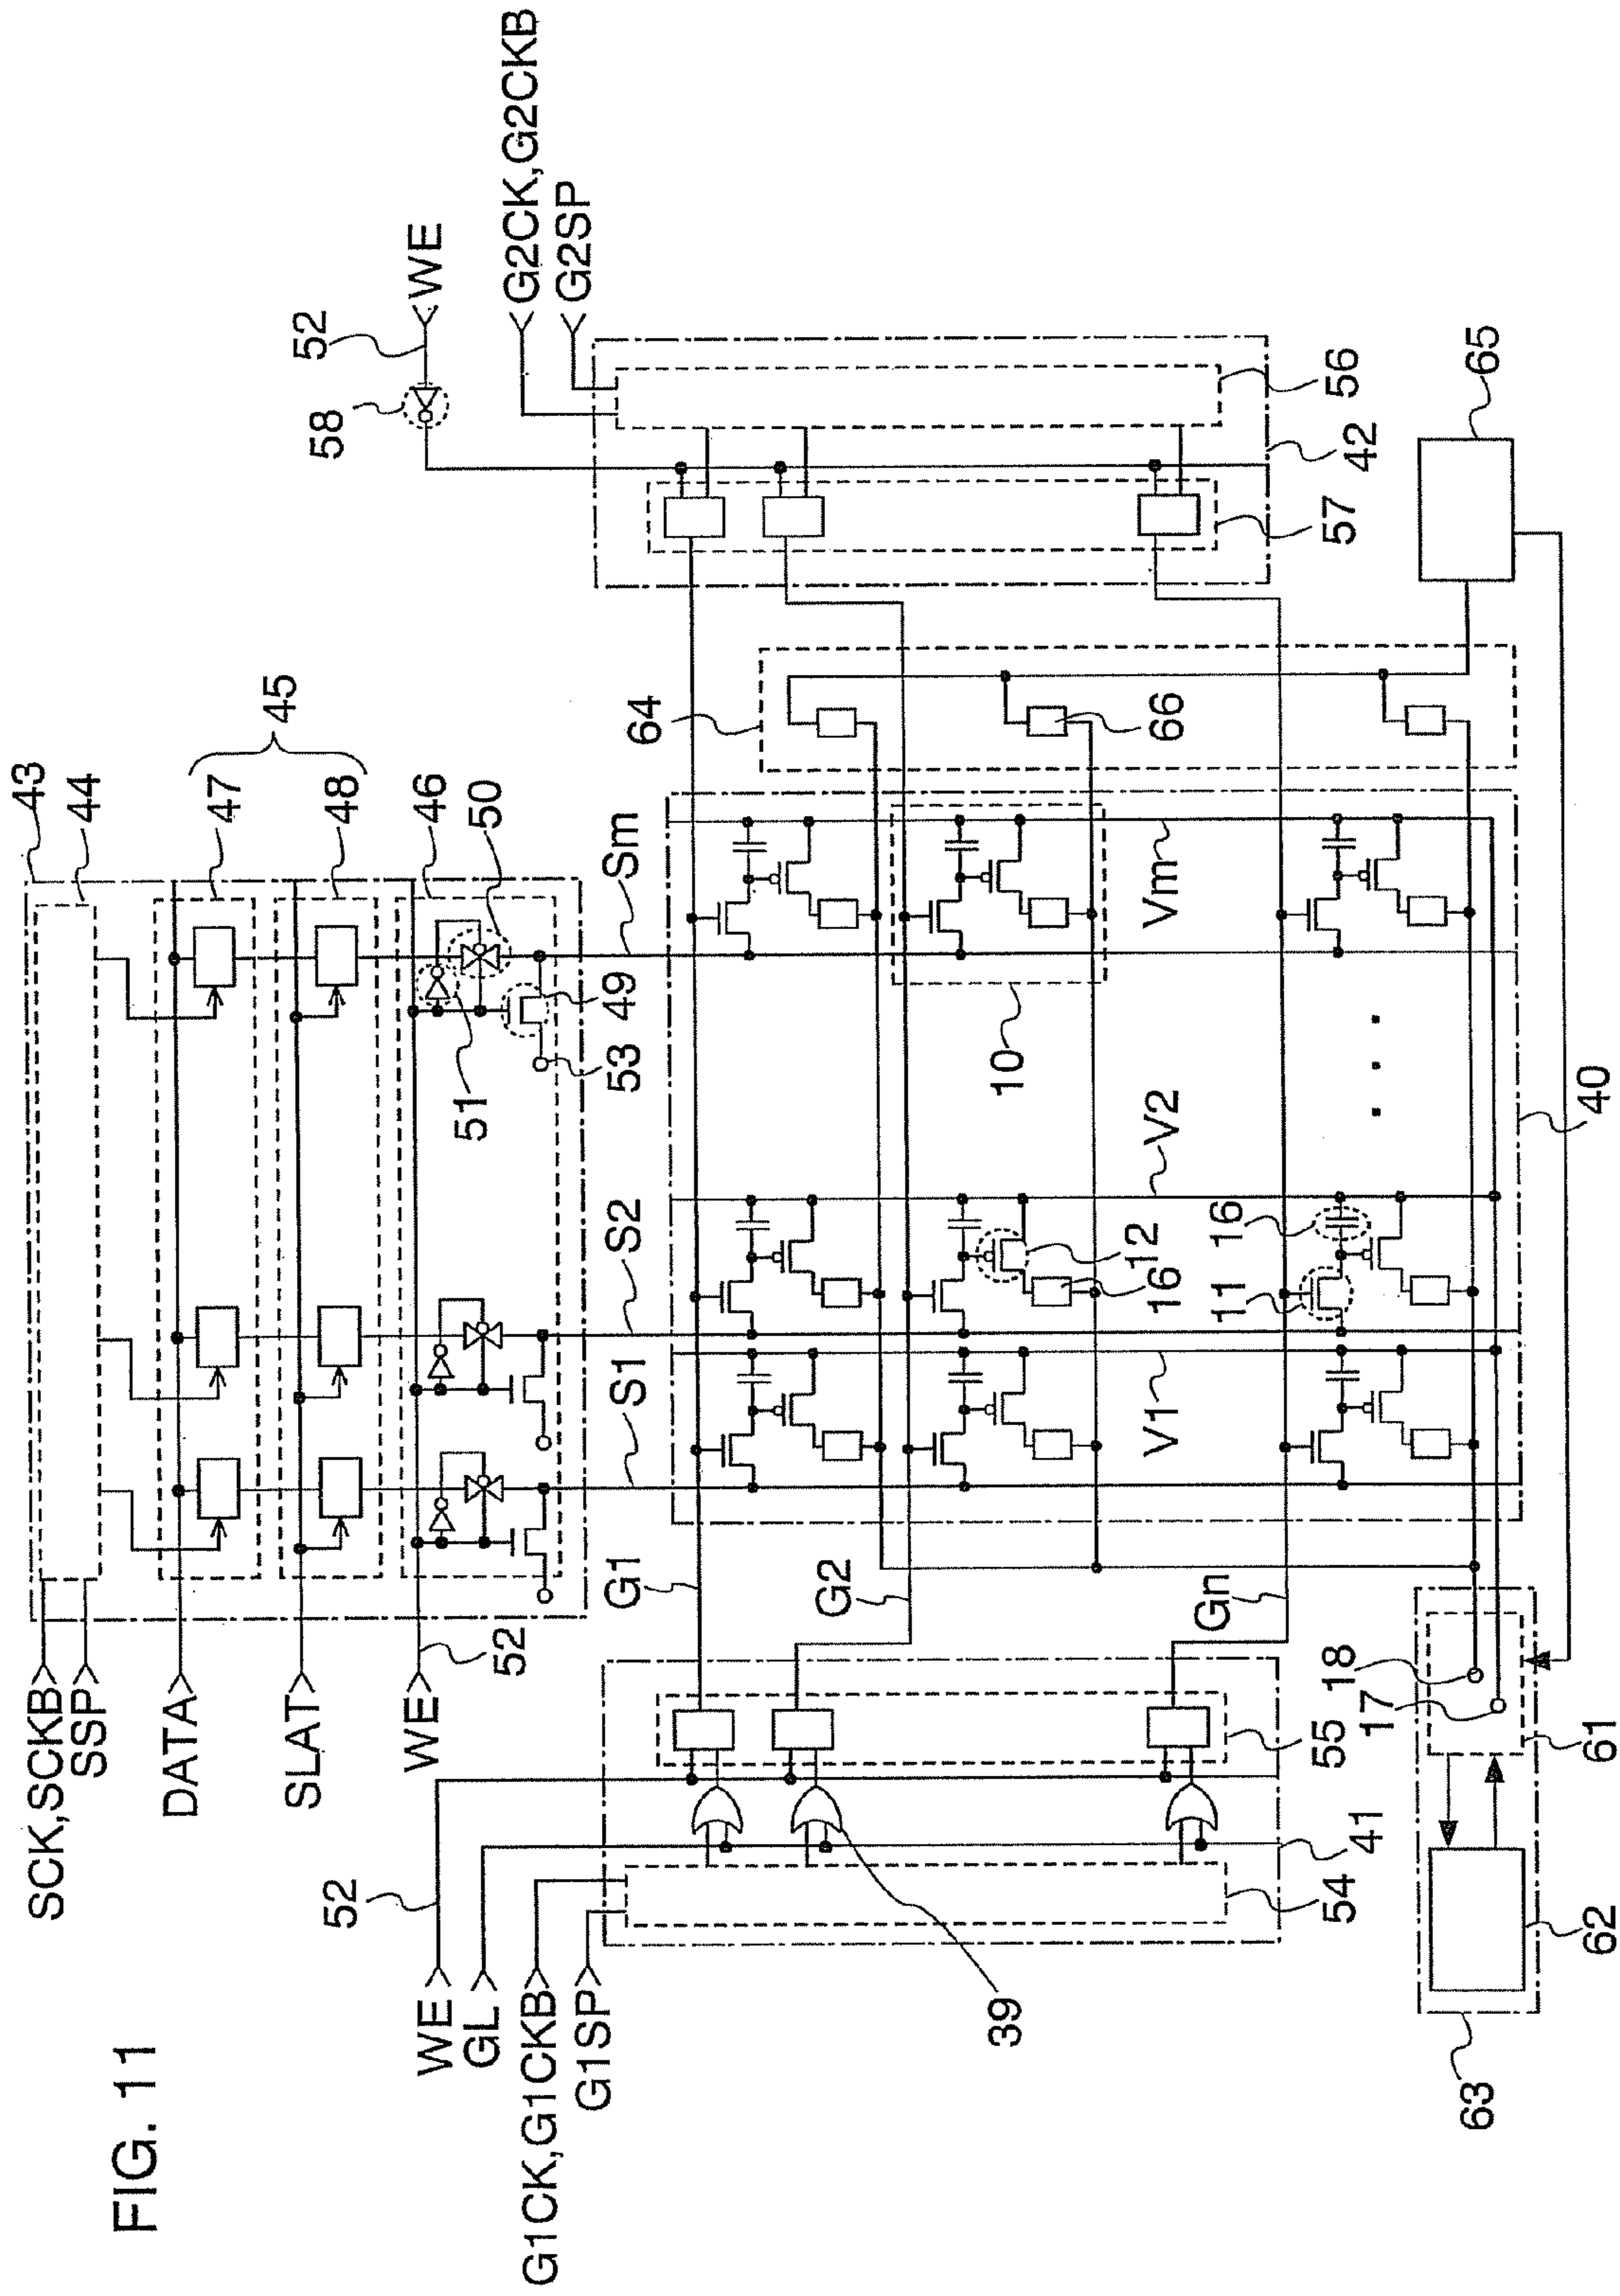 FIG. 11
SCK,SCKB
SSP
DATA
SLAT
WE
52
43
44
45
47
48
46
50
49
51
53
S1
S2
Sm
WE
52
58
G2CK,G2CKB
G2SP
56
42
57
65
64
66
10
Vm
V2
V1
12
16
16
11
40
G1
G2
Gn
52
WE
GL
G1CK,G1CKB
G1SP
39
54
41
55
18
17
61
62
63